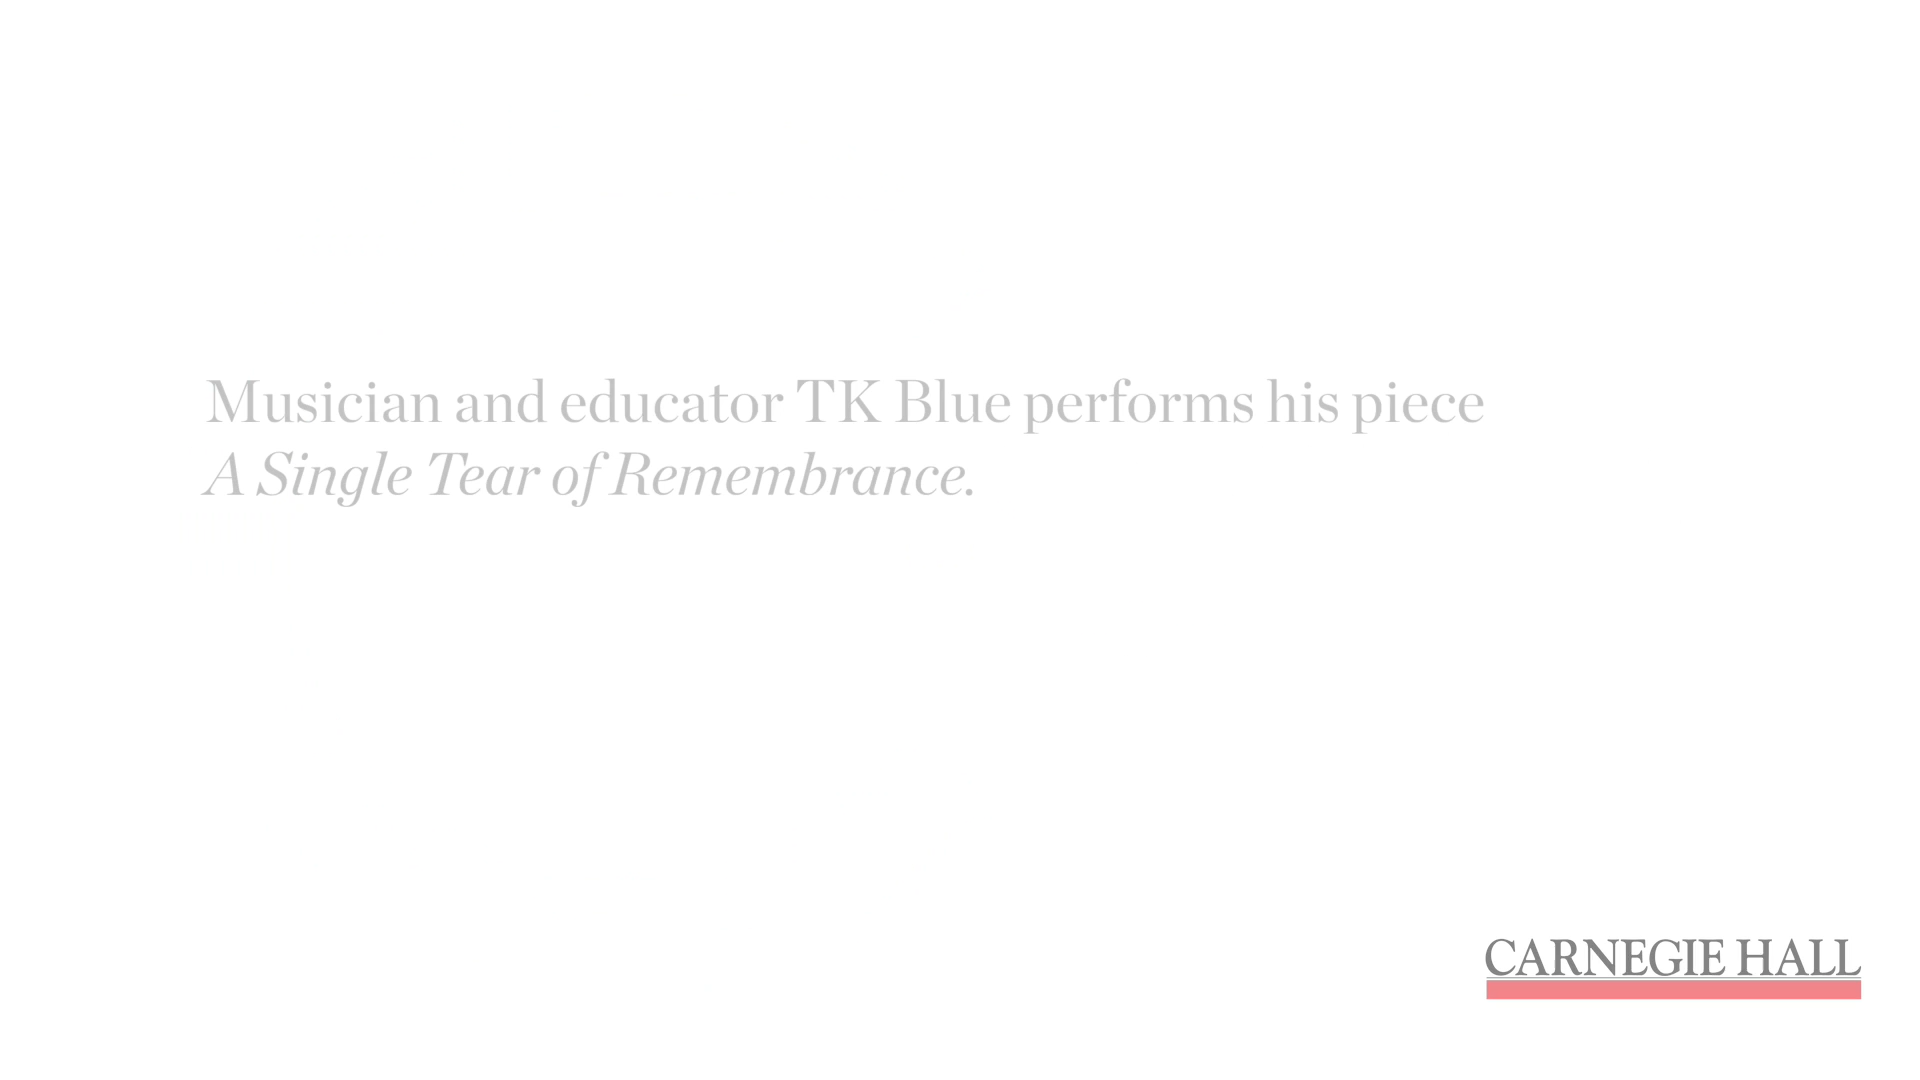 Musician and educator TK Blue performs his piece
A Single Tear of Remembrance.
CARNEGIE HALL